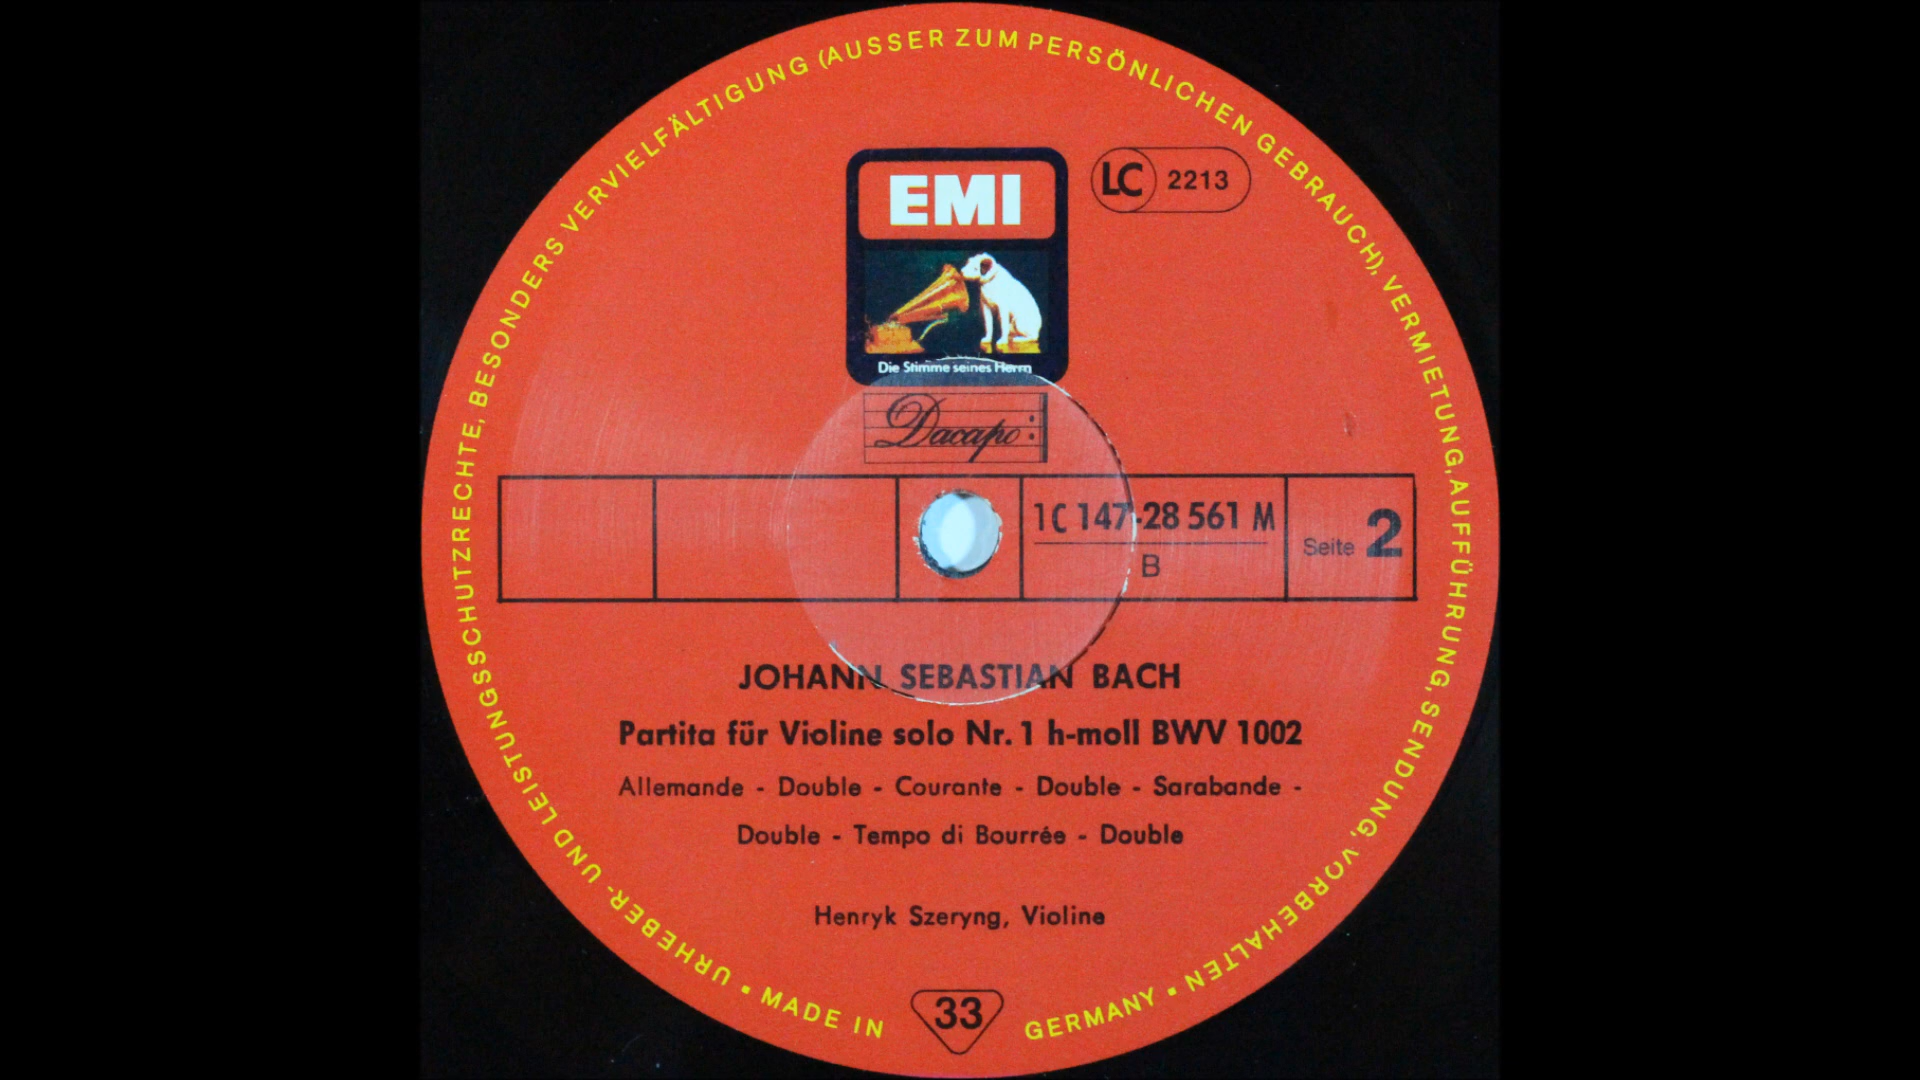 URHEBER- UND LEISTUNGSSCHUTZRECHTE, BESONDERS VERVIELFÄLTIGUNG (AUSSER ZUM PERSÖNLICHEN GEBRAUCH), VERMIETUNG, AUFFÜHRUNG, SENDUNG, VORBEHALTEN ▪
EMI
LC 2213
Die Stimme seines Herrn
Dacapo
1C 147-28 561 M
B
Seite 2
JOHANN SEBASTIAN BACH
Partita für Violine solo Nr. 1 h-moll BWV 1002
Allemande - Double - Courante - Double - Sarabande -
Double - Tempo di Bourrée - Double
Henryk Szeryng, Violine
33
▪ MADE IN GERMANY